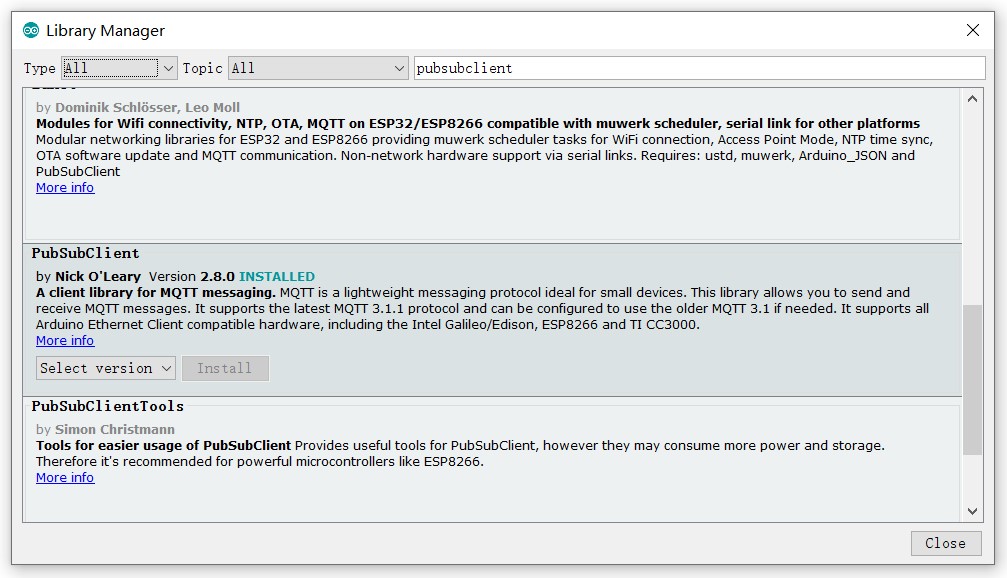 Library Manager
Type All Topic All pubsubclient
by Dominik Schlösser, Leo Moll
Modules for Wifi connectivity, NTP, OTA, MQTT on ESP32/ESP8266 compatible with muwerk scheduler, serial link for other platforms
Modular networking libraries for ESP32 and ESP8266 providing muwerk scheduler tasks for WiFi connection, Access Point Mode, NTP time sync,
OTA software update and MQTT communication. Non-network hardware support via serial links. Requires: ustd, muwerk, Arduino_JSON and
PubSubClient
More info
PubSubClient
by Nick O'Leary Version 2.8.0 INSTALLED
A client library for MQTT messaging. MQTT is a lightweight messaging protocol ideal for small devices. This library allows you to send and
receive MQTT messages. It supports the latest MQTT 3.1.1 protocol and can be configured to use the older MQTT 3.1 if needed. It supports all
Arduino Ethernet Client compatible hardware, including the Intel Galileo/Edison, ESP8266 and TI CC3000.
More info
Select version Install
PubSubClientTools
by Simon Christmann
Tools for easier usage of PubSubClient Provides useful tools for PubSubClient, however they may consume more power and storage.
Therefore it's recommended for powerful microcontrollers like ESP8266.
More info
Close